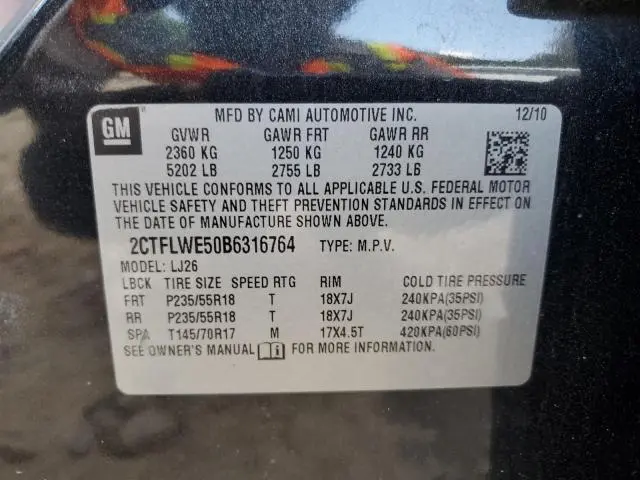 GM
MFD BY CAMI AUTOMOTIVE INC. 12/10
GVWR GAWR FRT GAWR RR
2360 KG 1250 KG 1240 KG
5202 LB 2755 LB 2733 LB
THIS VEHICLE CONFORMS TO ALL APPLICABLE U.S. FEDERAL MOTOR
VEHICLE SAFETY AND THEFT PREVENTION STANDARDS IN EFFECT ON
THE DATE OF MANUFACTURE SHOWN ABOVE.
2CTFLWE50B6316764 TYPE: M.P.V.
MODEL: LJ26
LBCK TIRE SIZE SPEED RTG RIM COLD TIRE PRESSURE
FRT P235/55R18 T 18X7J 240KPA(35PSI)
RR P235/55R18 T 18X7J 240KPA(35PSI)
SPA T145/70R17 M 17X4.5T 420KPA(60PSI)
SEE OWNER'S MANUAL FOR MORE INFORMATION.